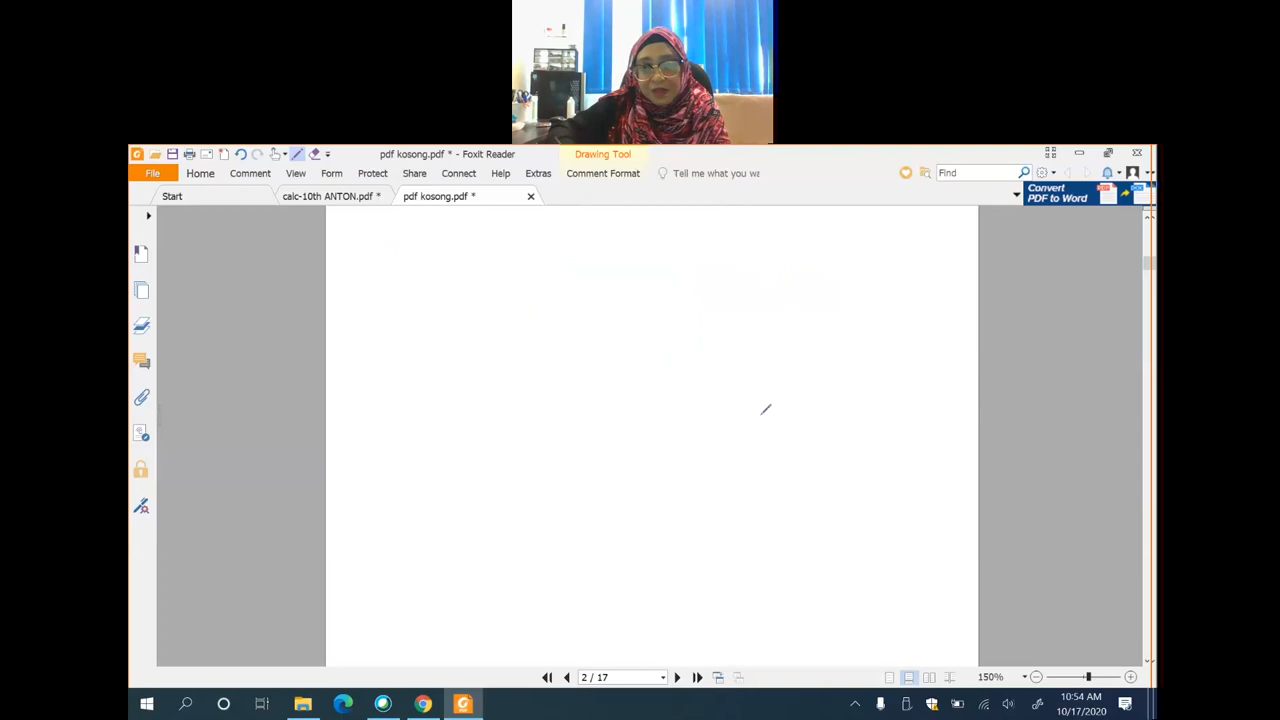 pdf kosong.pdf * - Foxit Reader
Drawing Tool
File
Home
Comment
View
Form
Protect
Share
Connect
Help
Extras
Comment Format
Tell me what you wa
Find
Start
calc-10th ANTON.pdf *
pdf kosong.pdf *
Convert
PDF to Word
2 / 17
150%
10:54 AM
10/17/2020